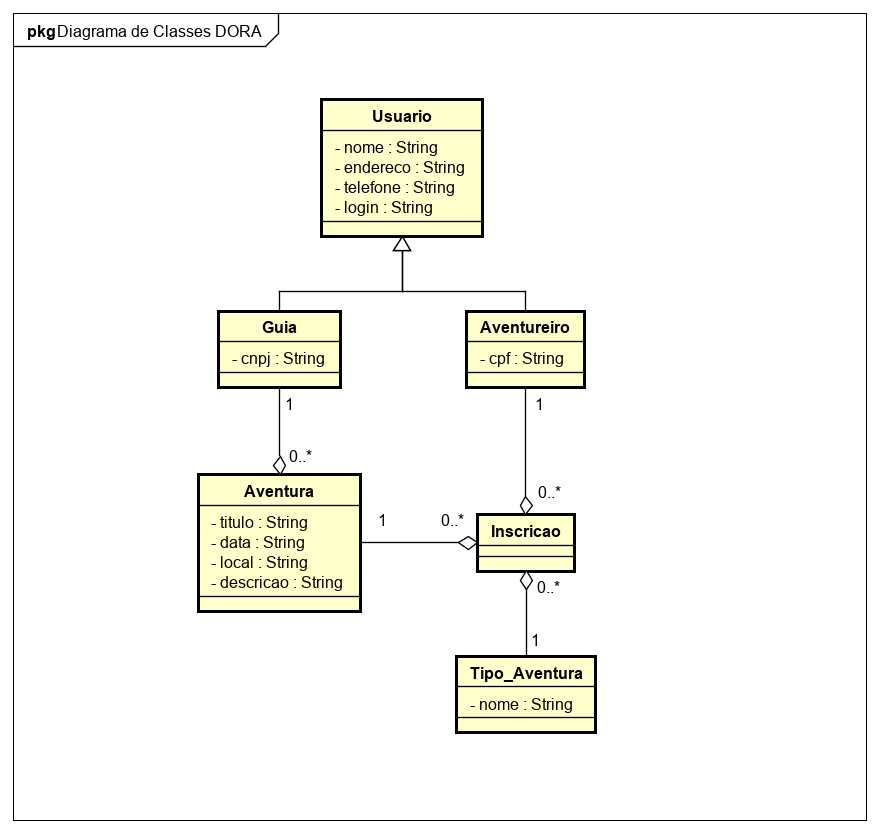 pkg Diagrama de Classes DORA
Usuario
- nome : String
- endereco : String
- telefone : String
- login : String
Guia
- cnpj : String
Aventureiro
- cpf : String
1
1
0..*
0..*
Aventura
- titulo : String
- data : String
- local : String
- descricao : String
1
0..*
Inscricao
0..*
1
Tipo_Aventura
- nome : String